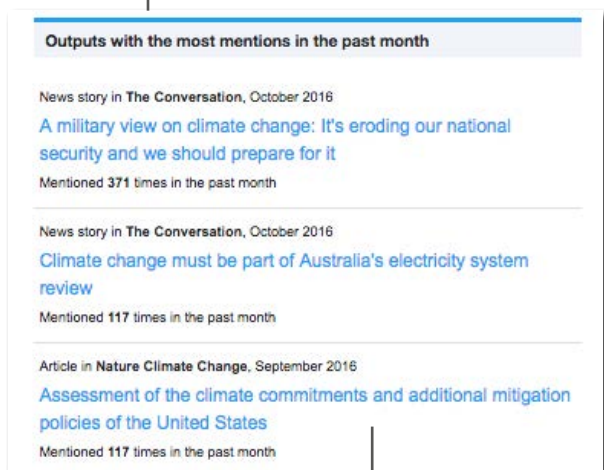 Outputs with the most mentions in the past month
News story in The Conversation, October 2016
A military view on climate change: It's eroding our national
security and we should prepare for it
Mentioned 371 times in the past month
News story in The Conversation, October 2016
Climate change must be part of Australia's electricity system
review
Mentioned 117 times in the past month
Article in Nature Climate Change, September 2016
Assessment of the climate commitments and additional mitigation
policies of the United States
Mentioned 117 times in the past month